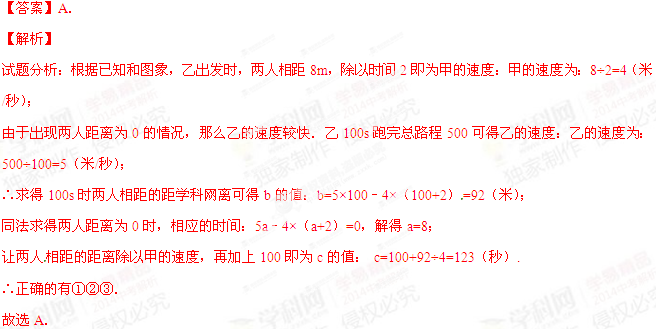 【答案】A.
【解析】
试题分析：根据已知和图象，乙出发时，两人相距 8m，除以时间 2 即为甲的速度：甲的速度为：8÷2=4（米
/秒）；
由于出现两人距离为 0 的情况，那么乙的速度较快．乙 100s 跑完总路程 500 可得乙的速度：乙的速度为：
500÷100=5（米/秒）；
∴求得 100s 时两人相距的距学科网离可得 b 的值：b=5×100﹣4×（100+2）.=92（米）；
同法求得两人距离为 0 时，相应的时间：5a﹣4×（a+2）=0，解得 a=8；
让两人相距的距离除以甲的速度，再加上 100 即为 c 的值： c=100+92÷4=123（秒）.
∴正确的有①②③.
故选 A.